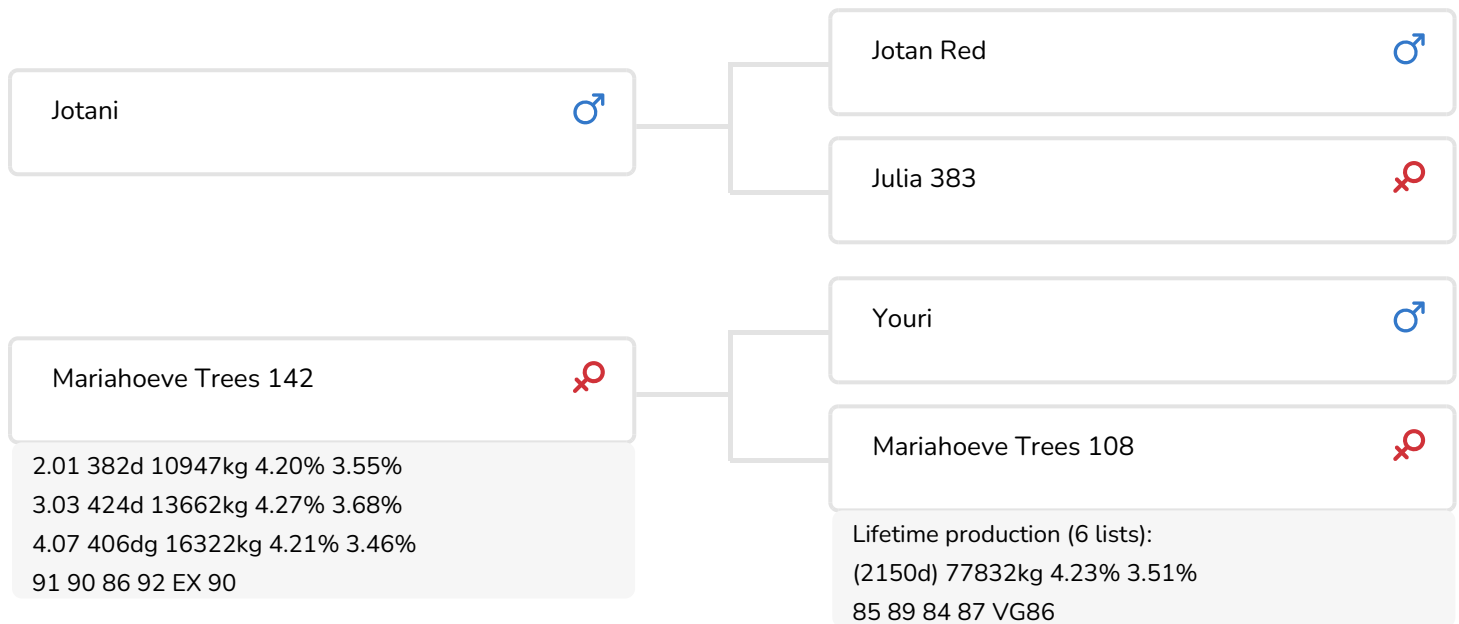 Jotani
Jotan Red
Julia 383
Mariahoeve Trees 142
2.01 382d 10947kg 4.20% 3.55%
3.03 424d 13662kg 4.27% 3.68%
4.07 406dg 16322kg 4.21% 3.46%
91 90 86 92 EX 90
Youri
Mariahoeve Trees 108
Lifetime production (6 lists):
(2150d) 77832kg 4.23% 3.51%
85 89 84 87 VG86